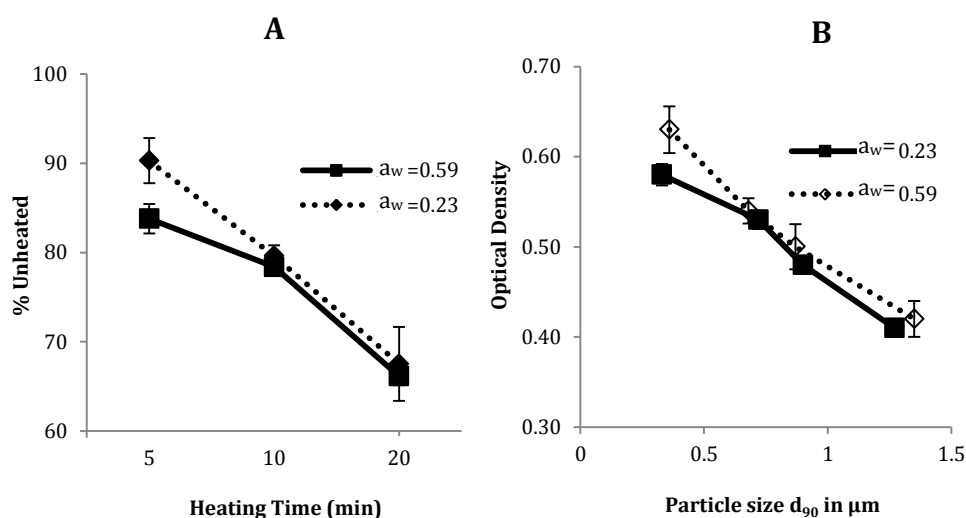 A
100
90
80
70
60
% Unheated
aw=0.59
aw=0.23
5 10 20
Heating Time (min)
B
0.70
0.60
0.50
0.40
0.30
Optical Density
aw= 0.23
aw= 0.59
0 0.5 1 1.5
Particle size d90 in μm